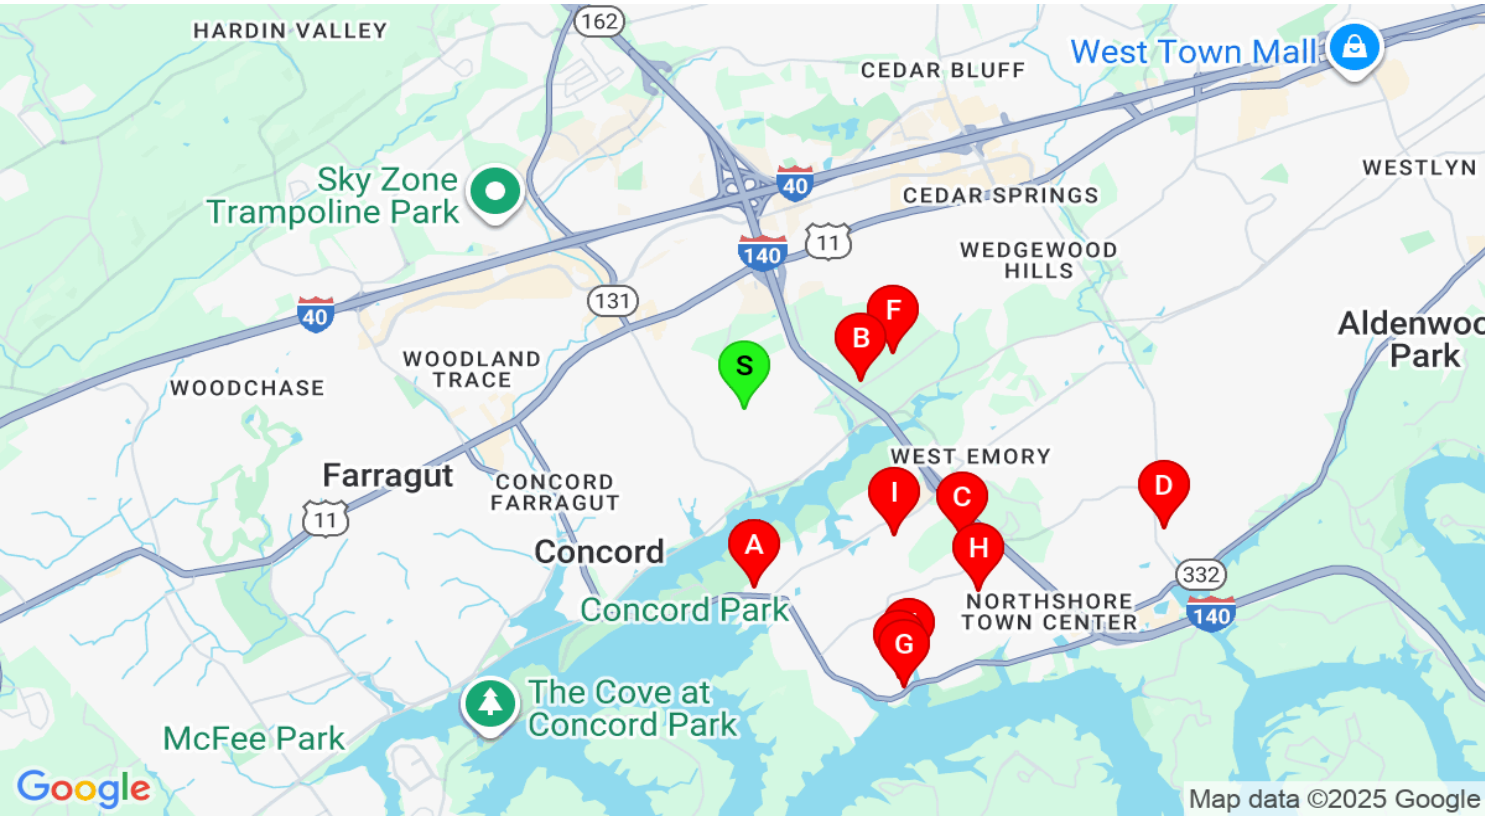 162
HARDIN VALLEY
West Town Mall
CEDAR BLUFF
WESTLYN
Sky Zone
Trampoline Park
40
CEDAR SPRINGS
11
140
WEDGEWOOD
HILLS
131
40
F
B
Aldenwoo
Park
S
WOODLAND
TRACE
WOODCHASE
WEST EMORY
Farragut
CONCORD
FARRAGUT
I
C
D
11
A
Concord
H
332
Concord Park
NORTHSHORE
TOWN CENTER
140
G
The Cove at
Concord Park
McFee Park
Google
Map data ©2025 Google